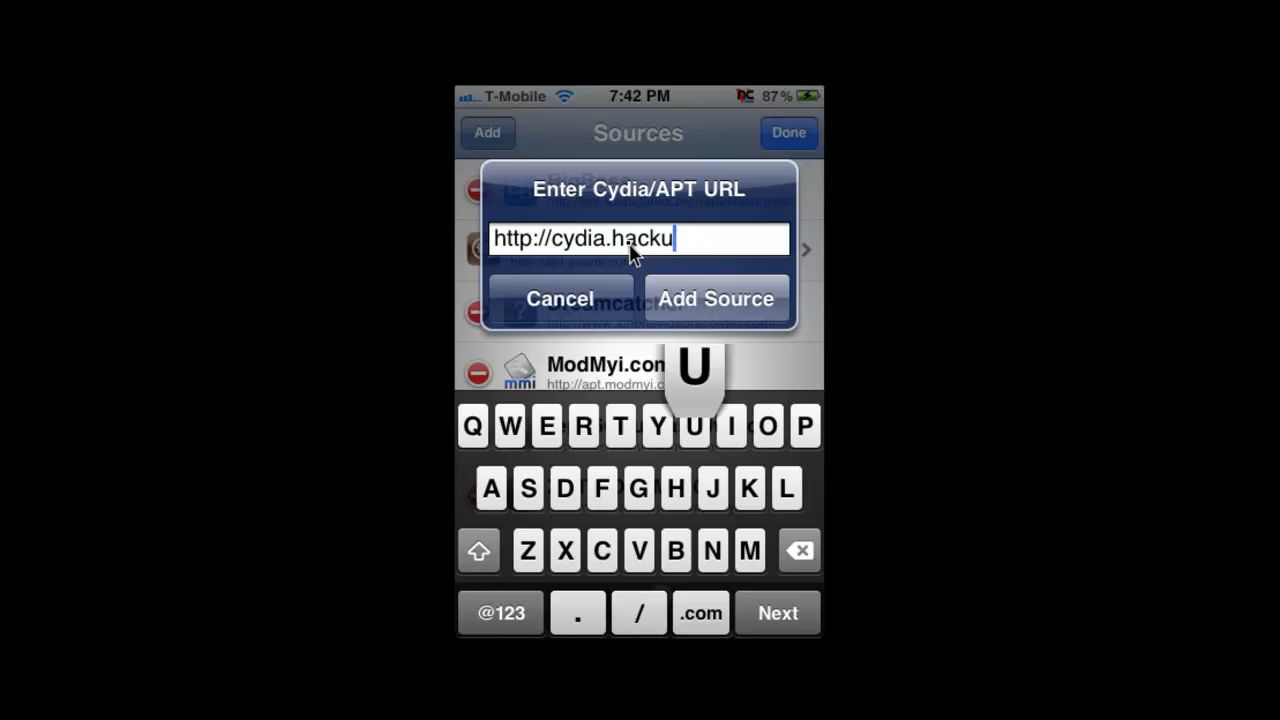 T-Mobile 7:42 PM 87%
Add Sources Done
Enter Cydia/APT URL
http://cydia.hacku
Cancel Add Source
ModMyi.com
mmi http://apt.modmyi.c
U
Q W E R T Y U I O P
A S D F G H J K L
Z X C V B N M
@123 . / .com Next